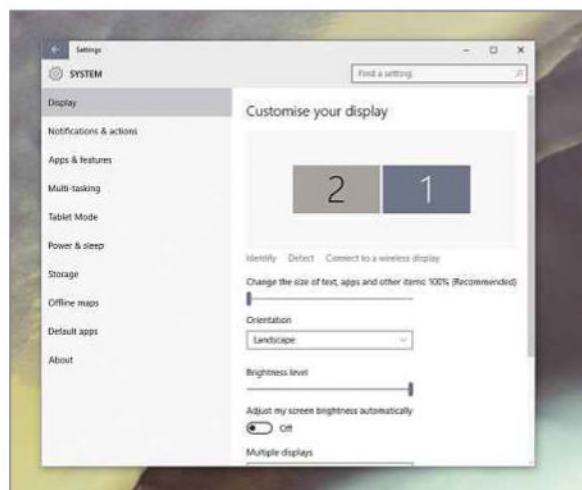 Settings
SYSTEM
Find a setting
Display
Notifications & actions
Apps & features
Multi-tasking
Tablet Mode
Power & sleep
Storage
Offline maps
Default apps
About
Customise your display
2 1
Identify Detect Connect to a wireless display
Change the size of text, apps and other items: 100% (Recommended)
Orientation
Landscape
Brightness level
Adjust my screen brightness automatically
Off
Multiple displays